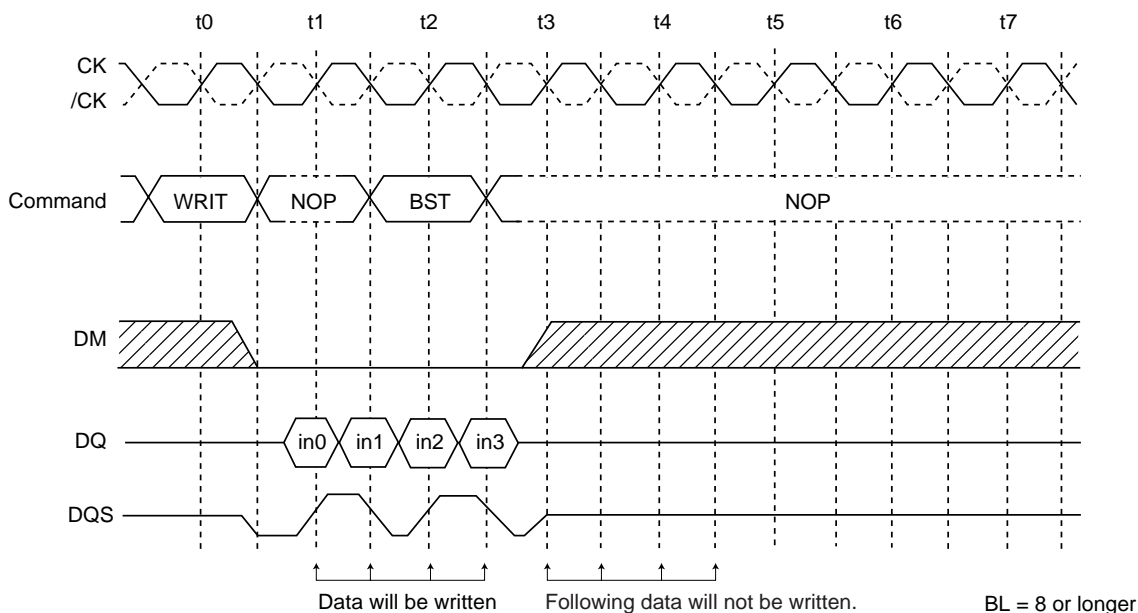 t0 t1 t2 t3 t4 t5 t6 t7
CK
/CK
Command WRIT NOP BST NOP
DM
DQ in0 in1 in2 in3
DQS
Data will be written Following data will not be written.
BL = 8 or longer